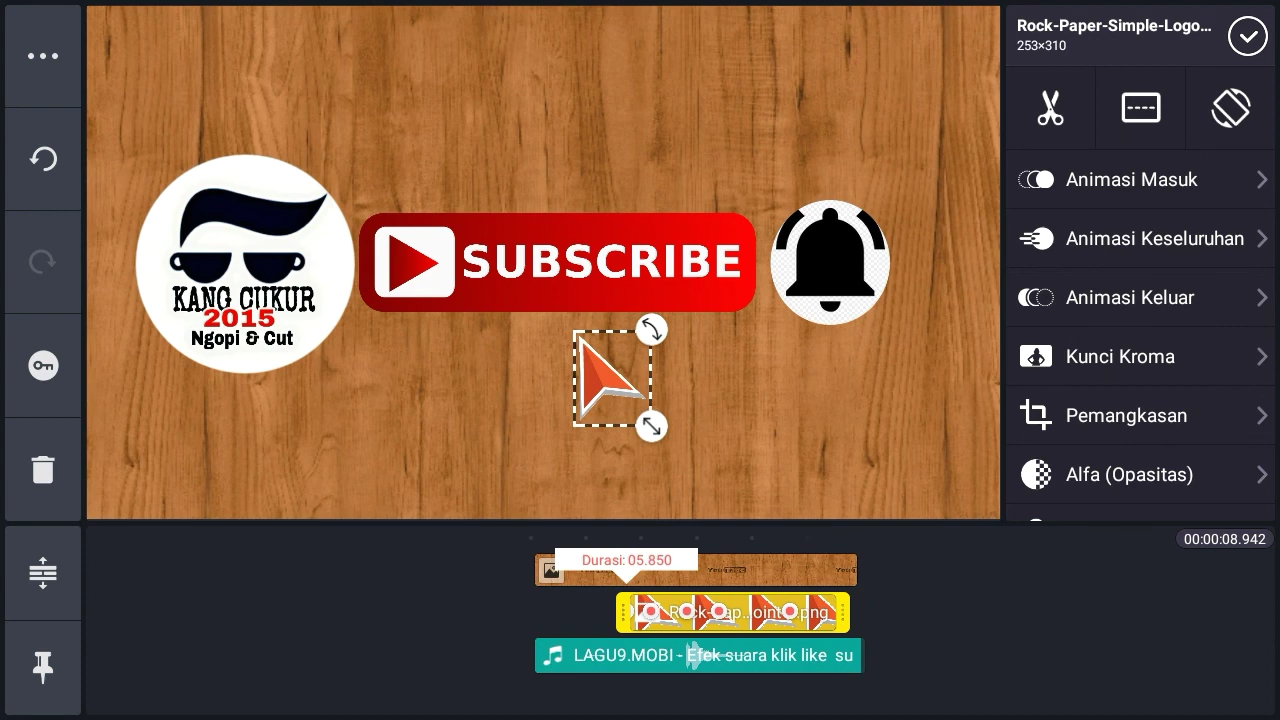 Rock-Paper-Simple-Logo...
253×310
Animasi Masuk
Animasi Keseluruhan
Animasi Keluar
Kunci Kroma
Pemangkasan
Alfa (Opasitas)
KANG CUKUR
2015
Ngopi & Cut
SUBSCRIBE
00:00:08.942
Durasi: 05.850
LAGU9.MOBI - Efek suara klik like su